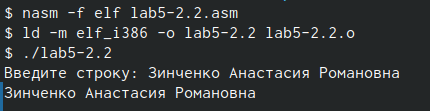 $ nasm -f elf lab5-2.2.asm
$ ld -m elf_i386 -o lab5-2.2 lab5-2.2.o
$ ./lab5-2.2
Введите строку: Зинченко Анастасия Романовна
Зинченко Анастасия Романовна